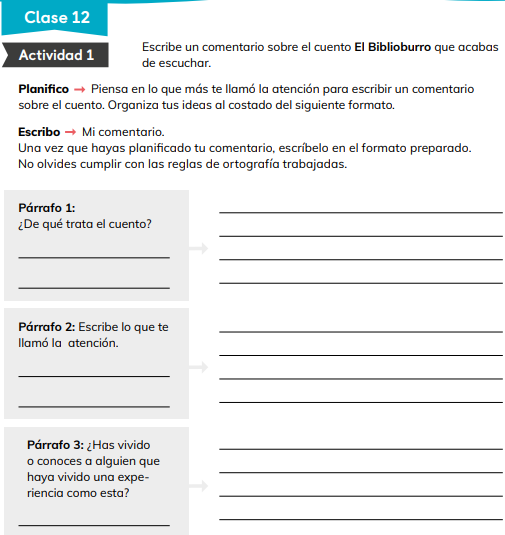 Clase 12
Actividad 1
Escribe un comentario sobre el cuento El Biblioburro que acabas
de escuchar.
Planifico → Piensa en lo que más te llamó la atención para escribir un comentario
sobre el cuento. Organiza tus ideas al costado del siguiente formato.
Escribo → Mi comentario.
Una vez que hayas planificado tu comentario, escríbelo en el formato preparado.
No olvides cumplir con las reglas de ortografía trabajadas.
Párrafo 1:
¿De qué trata el cuento?
Párrafo 2: Escribe lo que te
llamó la atención.
Párrafo 3: ¿Has vivido
o conoces a alguien que
haya vivido una expe-
riencia como esta?